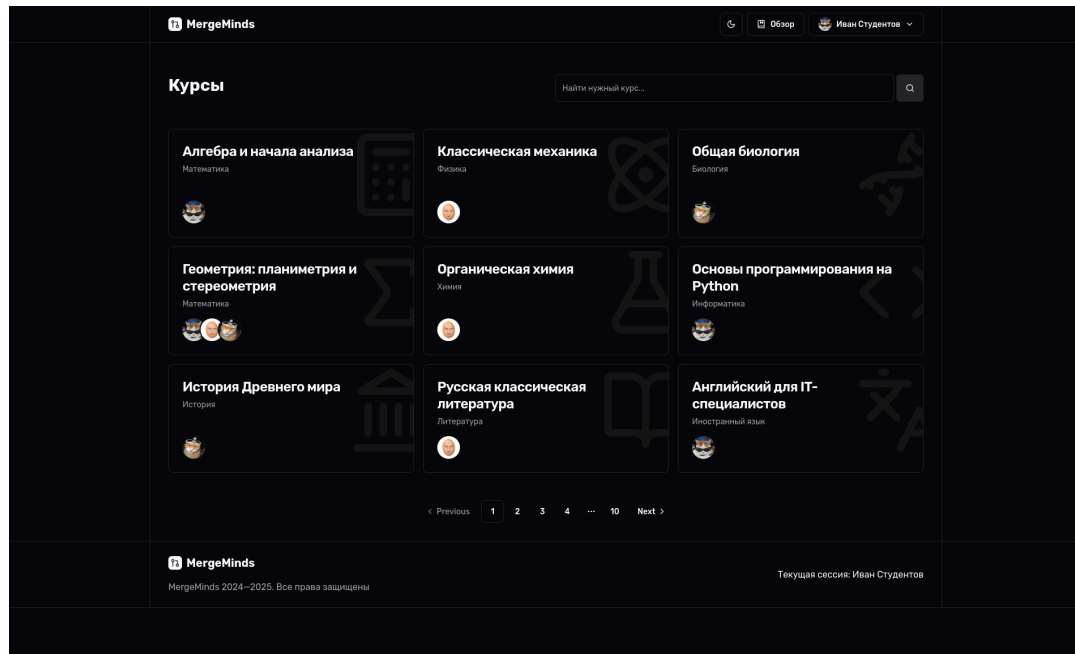 MergeMinds
Обзор
Иван Студентов
Курсы
Найти нужный курс...
Алгебра и начала анализа
Математика
Классическая механика
Физика
Общая биология
Биология
Геометрия: планиметрия и
стереометрия
Математика
Органическая химия
Химия
Основы программирования на
Python
Информатика
История Древнего мира
История
Русская классическая
литература
Литература
Английский для IT-
специалистов
Иностранный язык
Previous 1 2 3 4 ... 10 Next
MergeMinds
MergeMinds 2024—2025. Все права защищены
Текущая сессия: Иван Студентов